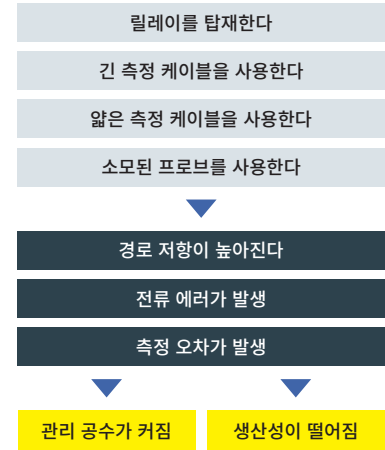 릴레이를 탑재한다
긴 측정 케이블을 사용한다
얇은 측정 케이블을 사용한다
소모된 프로브를 사용한다
경로 저항이 높아진다
전류 에러가 발생
측정 오차가 발생
관리 공수가 커짐
생산성이 떨어짐